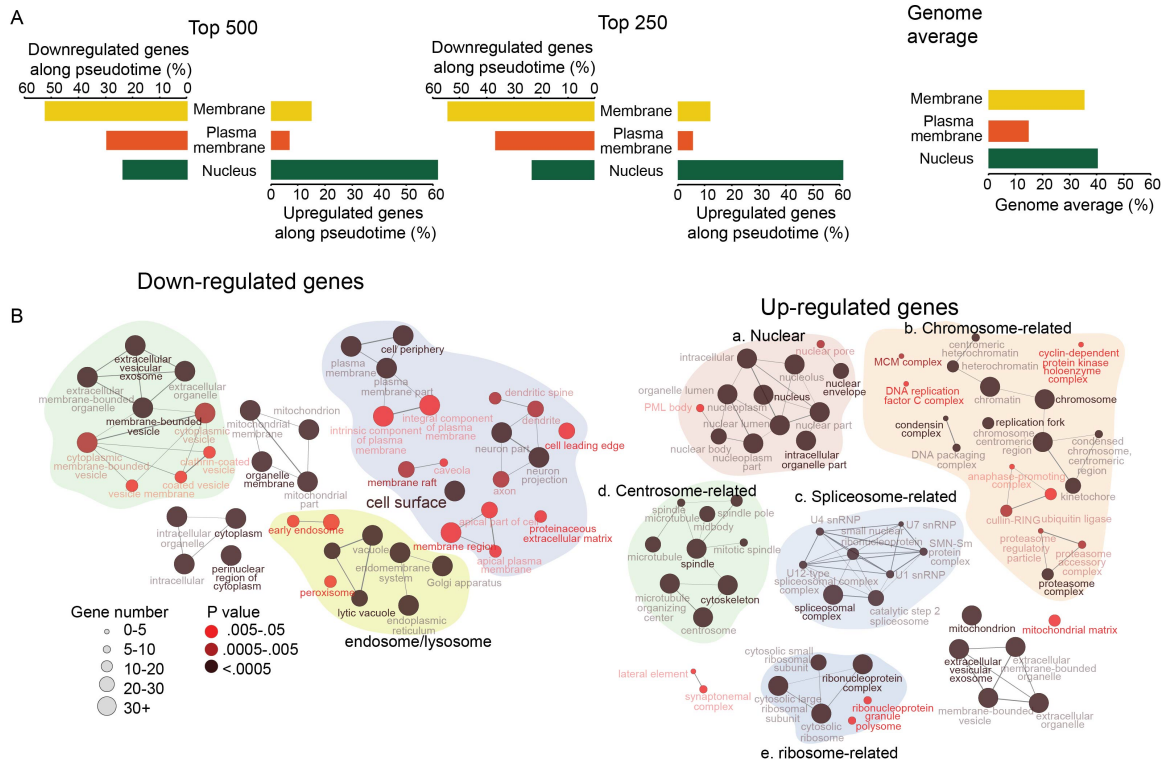 A
Top 500
Top 250
Genome
average
Downregulated genes
along pseudotime (%)
60 50 40 30 20 10 0
Membrane
Plasma
membrane
Nucleus
0 10 20 30 40 50 60
Upregulated genes
along pseudotime (%)
Downregulated genes
along pseudotime (%)
60 50 40 30 20 10 0
Membrane
Plasma
membrane
Nucleus
0 10 20 30 40 50 60
Upregulated genes
along pseudotime (%)
Membrane
Plasma
membrane
Nucleus
0 10 20 30 40 50 60
Genome average (%)
B
Down-regulated genes
extracellular
vesicular
exosome
extracellular
membrane-bounded
organelle
extracellular
organelle
membrane-bounded
vesicle
cytoplasmic
vesicle
cytoplasmic
membrane-bounded
vesicle
clathrin-coated
vesicle
coated vesicle
vesicle membrane
mitochondrion
mitochondrial
membrane
organelle
membrane
mitochondrial
part
intracellular
organelle
cytoplasm
intracellular
perinuclear
region of
cytoplasm
cell periphery
plasma
membrane
plasma
membrane part
intrinsic component
of plasma
membrane
integral component
of plasma membrane
dendritic spine
dendrite
cell leading edge
neuron part
neuron
projection
caveola
membrane raft
axon
cell surface
apical part of cell
proteinaceous
extracellular matrix
membrane region
apical plasma
membrane
early endosome
vacuole
endomembrane
system
Golgi apparatus
peroxisome
lytic vacuole
endoplasmic
reticulum
endosome/lysosome
Gene number
0-5
5-10
10-20
20-30
30+
P value
.005-.05
.0005-.005
<.0005
Up-regulated genes
a. Nuclear
intracellular
nuclear pore
nucleolus
nuclear
envelope
organelle lumen
nucleus
PML body
nucleoplasm
nuclear lumen
nuclear part
nuclear body
nucleoplasm
part
intracellular
organelle part
b. Chromosome-related
centromeric
heterochromatin
cyclin-dependent
protein kinase
holoenzyme
complex
MCM complex
heterochromatin
DNA replication
factor C complex
chromatin
chromosome
condensin
complex
replication fork
chromosome
centromeric
region
condensed
chromosome,
centromeric
region
DNA packaging
complex
anaphase-promoting
complex
kinetochore
cullin-RING ubiquitin ligase
proteasome
regulatory
particle
proteasome
accessory
complex
proteasome
complex
d. Centrosome-related
spindle
microtubule
spindle pole
midbody
microtubule
mitotic spindle
spindle
microtubule
organizing
center
cytoskeleton
centrosome
c. Spliceosome-related
U4 snRNP
U7 snRNP
small nuclear
ribonucleoprotein
SMN-Sm
protein
complex
U12-type
spliceosomal complex
U1 snRNP
spliceosomal
complex
catalytic step 2
spliceosome
lateral element
synaptonemal
complex
cytosolic small
ribosomal
subunit
ribonucleoprotein
complex
cytosolic large
ribosomal
subunit
ribonucleoprotein
granule
polysome
cytosolic
ribosome
e. ribosome-related
mitochondrion
mitochondrial matrix
extracellular
vesicular
exosome
extracellular
membrane-bounded
organelle
membrane-bounded
vesicle
extracellular
organelle